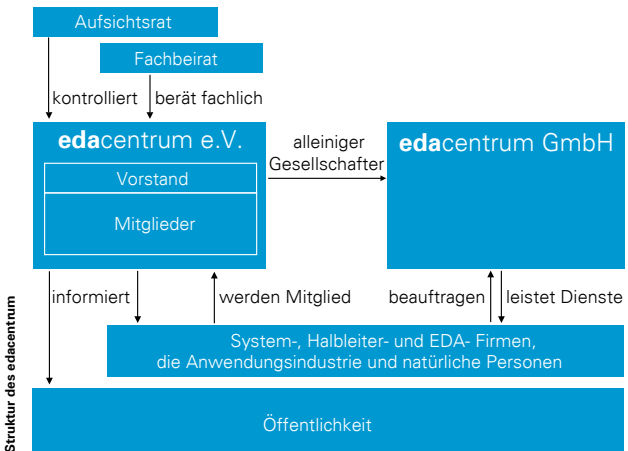 Aufsichtsrat
Fachbeirat
kontrolliert
berät fachlich
edacentrum e.V.
Vorstand
Mitglieder
alleiniger
Gesellschafter
edacentrum GmbH
informiert
werden Mitglied
beauftragen
leistet Dienste
System-, Halbleiter- und EDA- Firmen,
die Anwendungsindustrie und natürliche Personen
Öffentlichkeit
Struktur des edacentrum